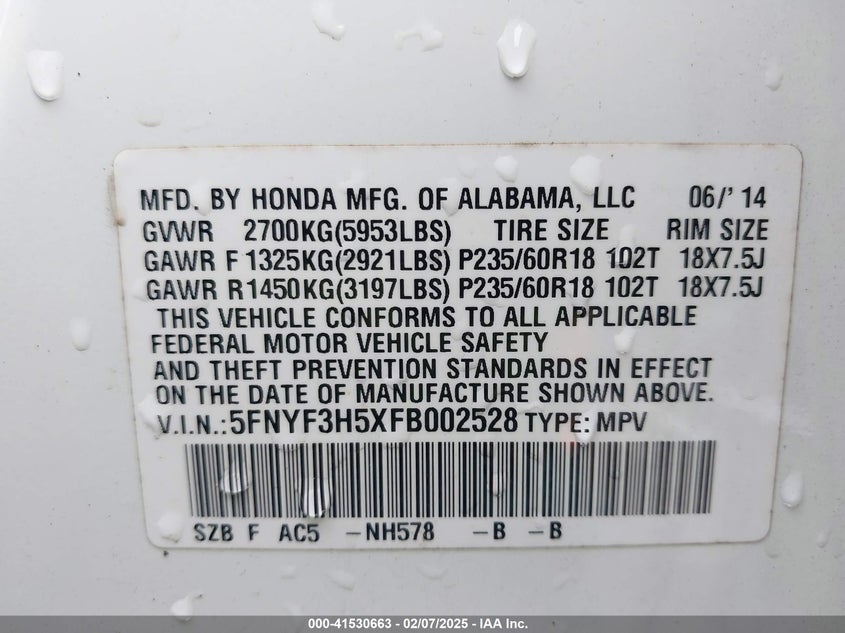 MFD. BY HONDA MFG. OF ALABAMA, LLC 06/'14
GVWR 2700KG(5953LBS) TIRE SIZE RIM SIZE
GAWR F 1325KG(2921LBS) P235/60R18 102T 18X7.5J
GAWR R1450KG(3197LBS) P235/60R18 102T 18X7.5J
THIS VEHICLE CONFORMS TO ALL APPLICABLE
FEDERAL MOTOR VEHICLE SAFETY
AND THEFT PREVENTION STANDARDS IN EFFECT
ON THE DATE OF MANUFACTURE SHOWN ABOVE.
V.I.N.:5FNYF3H5XFB002528 TYPE:MPV
SZB F AC5 -NH578 -B -B
000-41530663 - 02/07/2025 - IAA Inc.